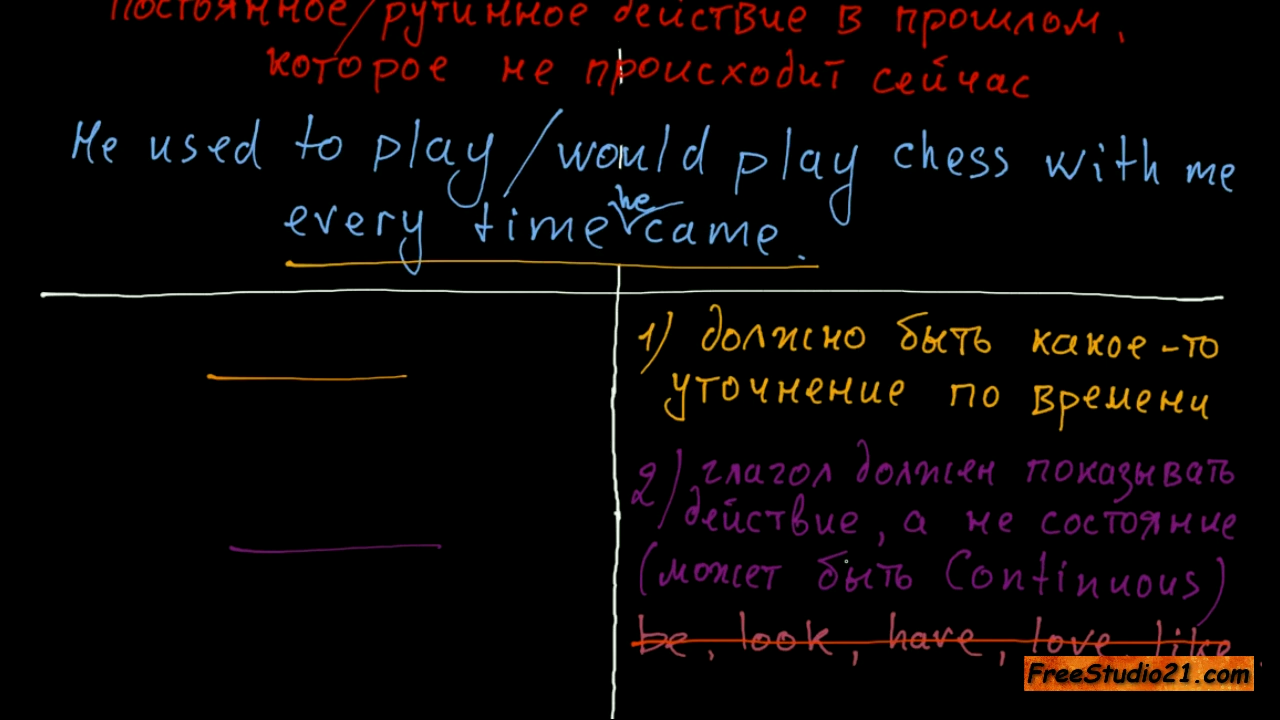 постоянное/рутинное действие в прошлом,
которое не происходит сейчас
He used to play/would play chess with me
he
every time came.
1) должно быть какое-то
уточнение по времени
2) глагол должен показывать
действие, а не состояние
(может быть Continuous)
be, look, have, love, like
FreeStudio21.com